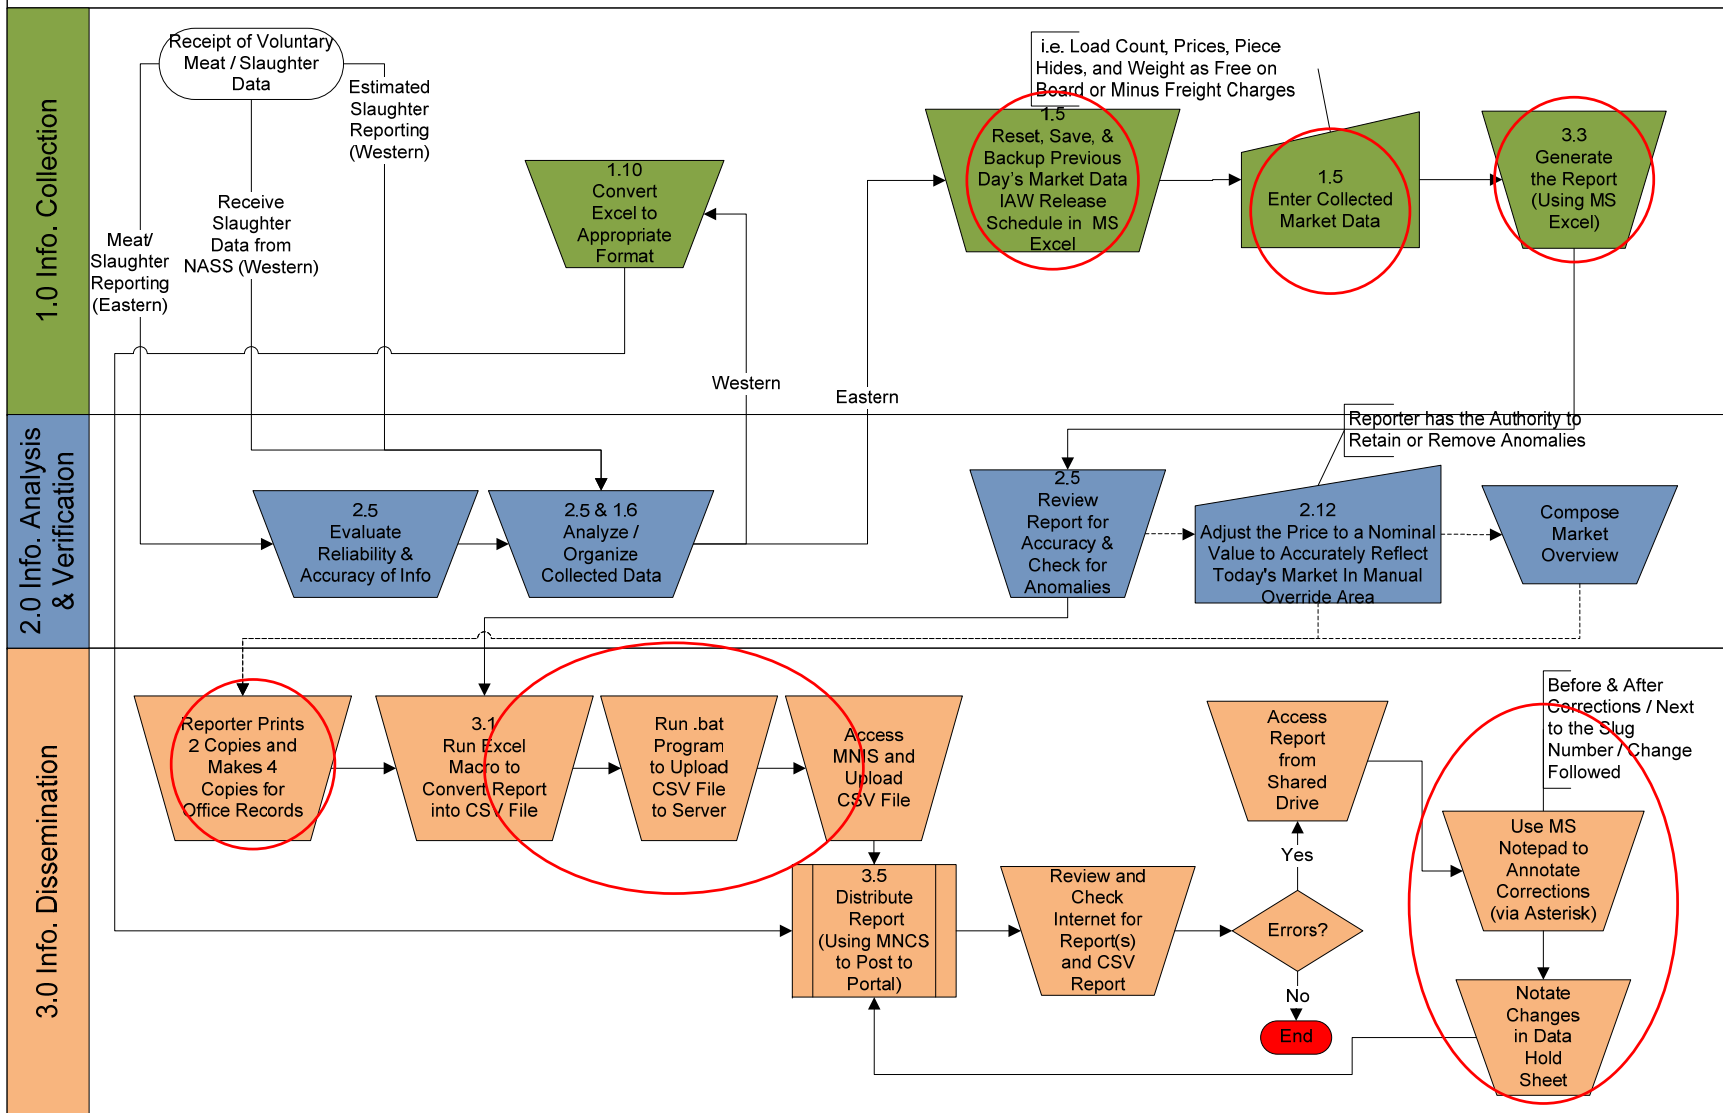 1.0 Info. Collection
Receipt of Voluntary
Meat / Slaughter
Data
Estimated
Slaughter
Reporting
(Western)
Receive
Slaughter
Data from
NASS (Western)
Meat/
Slaughter
Reporting
(Eastern)
1.10
Convert
Excel to
Appropriate
Format
Western
Eastern
i.e. Load Count, Prices, Piece
Hides, and Weight as Free on
Board or Minus Freight Charges
1.5
Reset, Save, &
Backup Previous
Day's Market Data
IAW Release
Schedule in MS
Excel
1.5
Enter Collected
Market Data
3.3
Generate
the Report
(Using MS
Excel)
2.0 Info. Analysis
& Verification
2.5
Evaluate
Reliability &
Accuracy of Info
2.5 & 1.6
Analyze /
Organize
Collected Data
2.5
Review
Report for
Accuracy &
Check for
Anomalies
Reporter has the Authority to
Retain or Remove Anomalies
2.12
Adjust the Price to a Nominal
Value to Accurately Reflect
Today's Market In Manual
Override Area
Compose
Market
Overview
3.0 Info. Dissemination
Reporter Prints
2 Copies and
Makes 4
Copies for
Office Records
3.1
Run Excel
Macro to
Convert Report
into CSV File
Run .bat
Program
to Upload
CSV File
to Server
Access
MNIS and
Upload
CSV File
3.5
Distribute
Report
(Using MNCS
to Post to
Portal)
Review and
Check
Internet for
Report(s)
and CSV
Report
Errors?
Yes
No
End
Access
Report
from
Shared
Drive
Before & After
Corrections / Next
to the Slug
Number / Change
Followed
Use MS
Notepad to
Annotate
Corrections
(via Asterisk)
Notate
Changes
in Data
Hold
Sheet